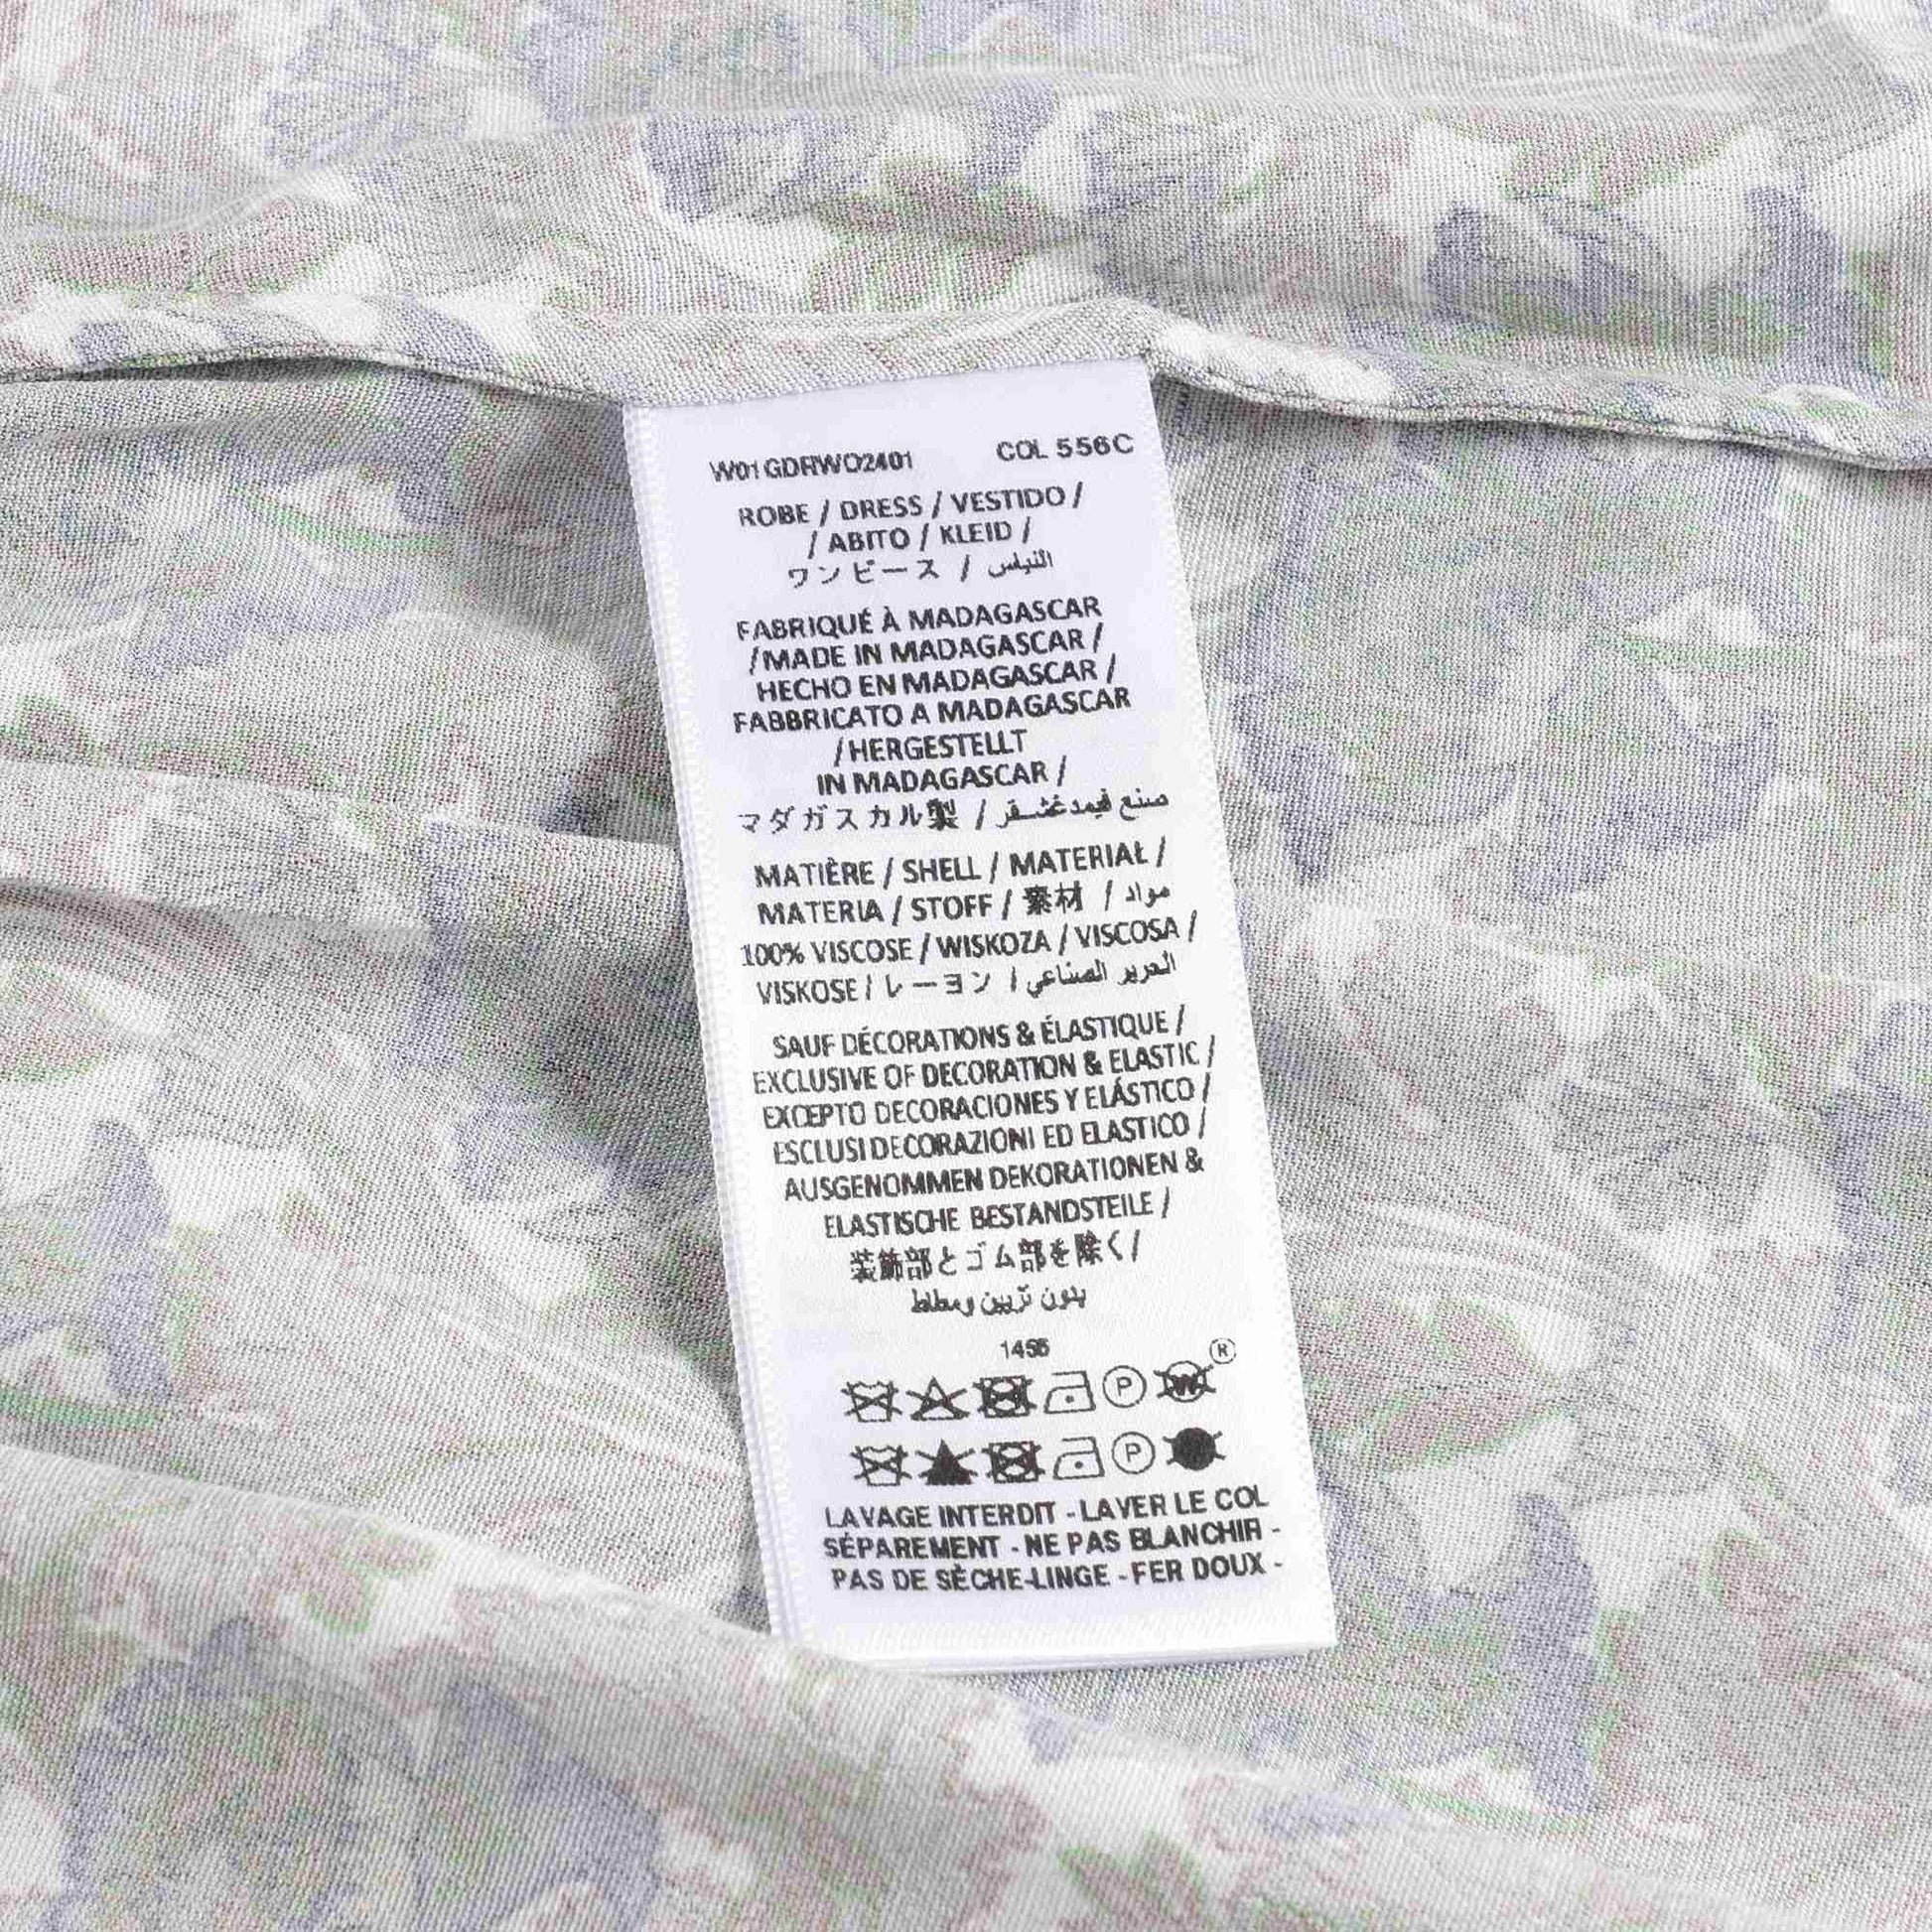 W01GDRWO2401 COL 556C
ROBE / DRESS / VESTIDO /
/ ABITO / KLEID /
ワンピース /
FABRIQUÉ À MADAGASCAR
/MADE IN MADAGASCAR /
HECHO EN MADAGASCAR /
FABBRICATO A MADAGASCAR
/HERGESTELLT
IN MADAGASCAR /
マダガスカル製 / صنع
MATIÈRE / SHELL / MATERIAL /
MATERIA / STOFF / 素材 / مواد
100% VISCOSE / WISKOZA / VISCOSA /
VISKOSE / レーヨン / الحرير الصناعي
SAUF DÉCORATIONS & ÉLASTIQUE /
EXCLUSIVE OF DECORATION & ELASTIC /
EXCEPTO DECORACIONES Y ELÁSTICO /
ESCLUSI DECORAZIONI ED ELASTICO /
AUSGENOMMEN DEKORATIONEN &
ELASTISCHE BESTANDSTEILE /
装飾部とゴム部を除く/
بدون تزيين ومطاط
P W ®
P
LAVAGE INTERDIT - LAVER LE COL
SÉPAREMENT - NE PAS BLANCHIR -
PAS DE SÈCHE-LINGE - FER DOUX -